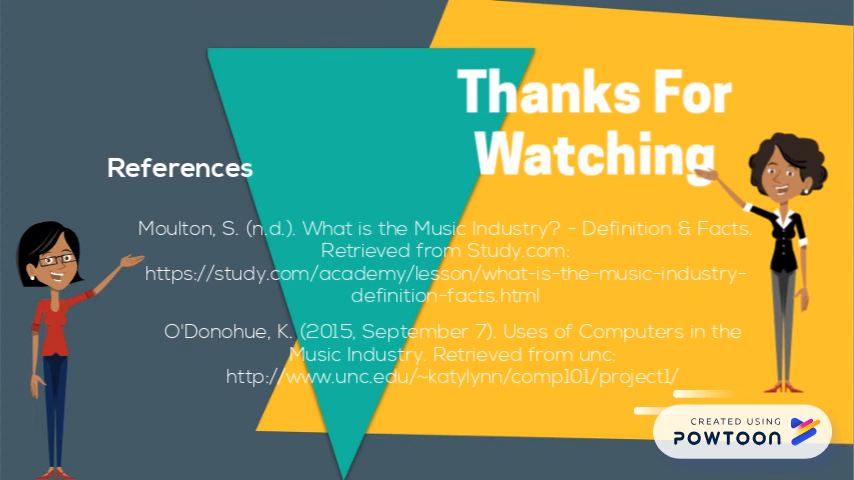 Thanks For
Watching
References
Moulton, S. (n.d.). What is the Music Industry? - Definition & Facts.
Retrieved from Study.com:
https://study.com/academy/lesson/what-is-the-music-industry-
definition-facts.html
O'Donohue, K. (2015, September 7). Uses of Computers in the
Music Industry. Retrieved from unc:
http://www.unc.edu/~katylynn/comp101/project1/
CREATED USING
POWTOON